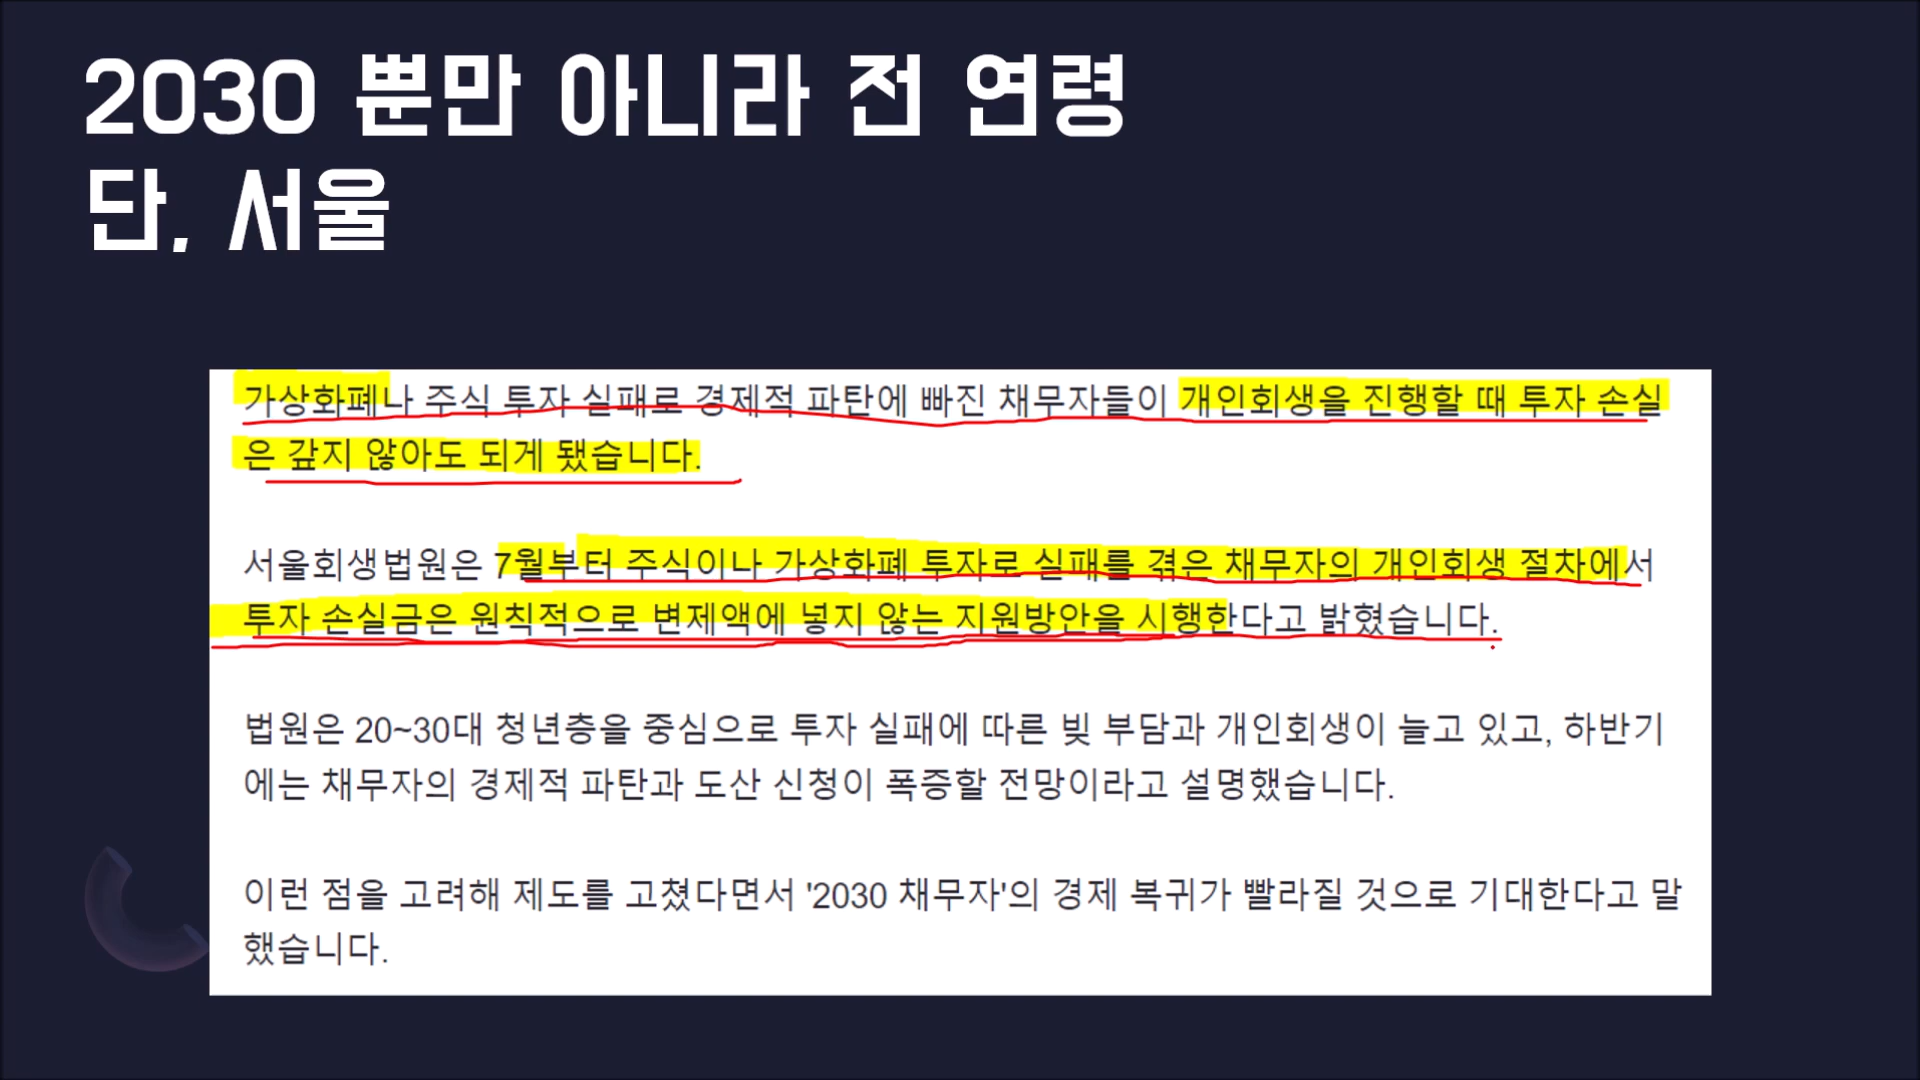 2030 뿐만 아니라 전 연령
단, 서울
가상화폐나 주식 투자 실패로 경제적 파탄에 빠진 채무자들이 개인회생을 진행할 때 투자 손실
은 갚지 않아도 되게 됐습니다.
서울회생법원은 7월부터 주식이나 가상화폐 투자로 실패를 겪은 채무자의 개인회생 절차에서
투자 손실금은 원칙적으로 변제액에 넣지 않는 지원방안을 시행한다고 밝혔습니다.
법원은 20~30대 청년층을 중심으로 투자 실패에 따른 빚 부담과 개인회생이 늘고 있고, 하반기
에는 채무자의 경제적 파탄과 도산 신청이 폭증할 전망이라고 설명했습니다.
이런 점을 고려해 제도를 고쳤다면서 '2030 채무자'의 경제 복귀가 빨라질 것으로 기대한다고 말
했습니다.